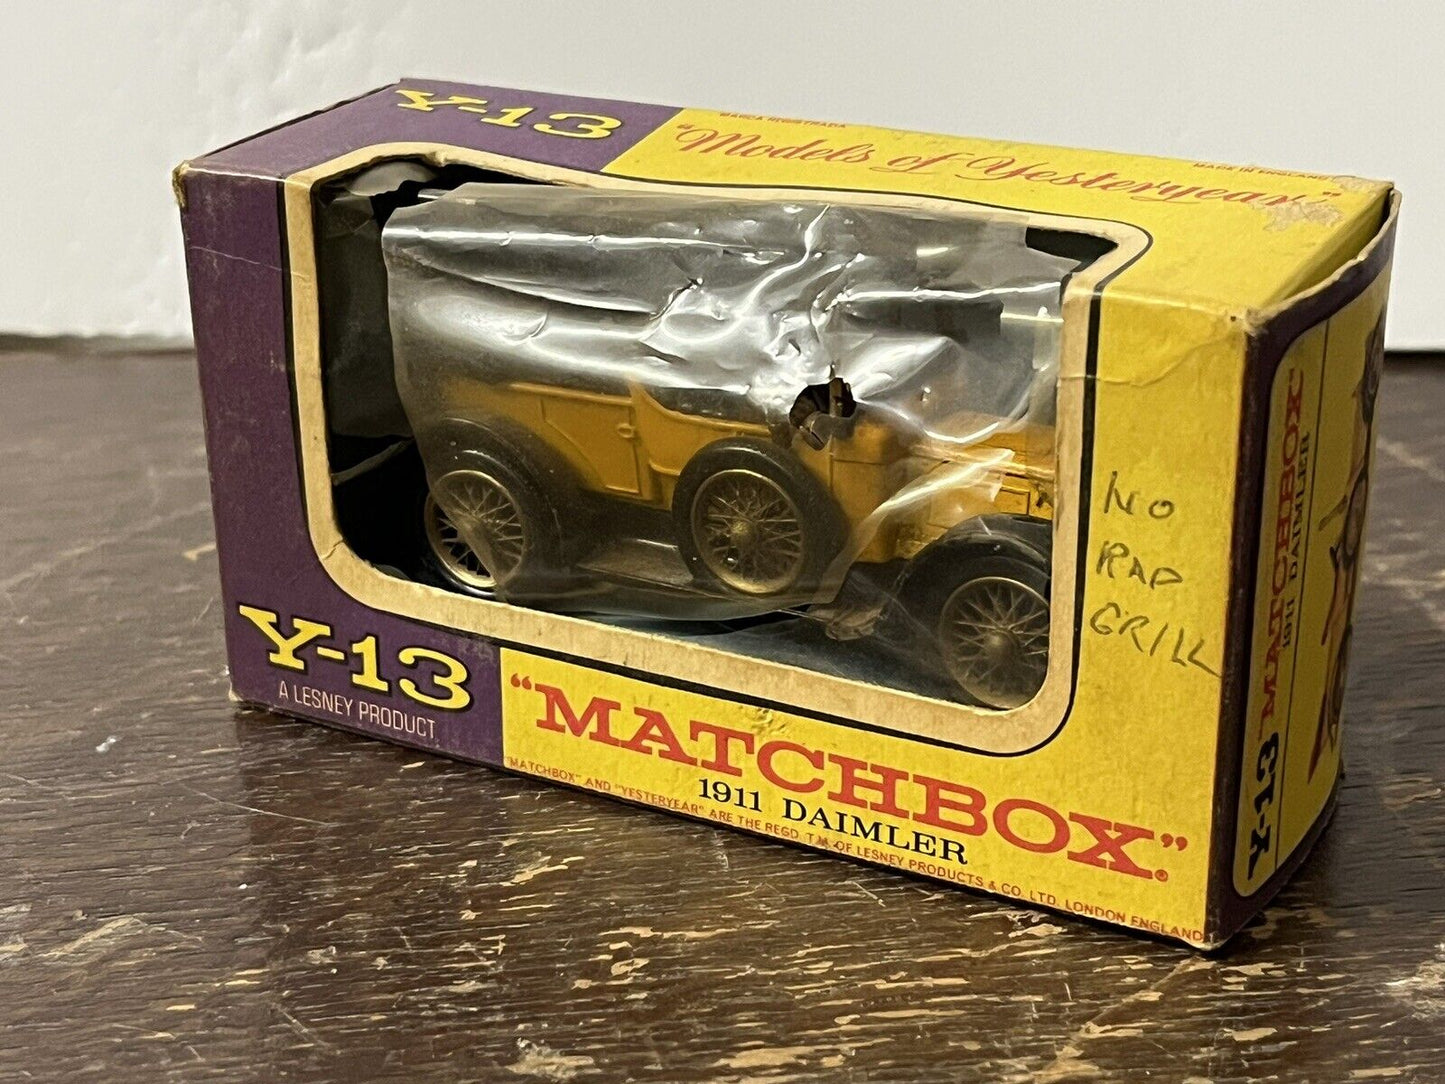 Y-13
MARCA REGISTRADA
"Models of Yesteryear"
MADE IN ENGLAND
NO
RAD
GRILL
Y-13
A LESNEY PRODUCT
"MATCHBOX"
1911 DAIMLER
"MATCHBOX" AND "YESTERYEAR" ARE THE REGD. T.M. OF LESNEY PRODUCTS & CO. LTD. LONDON ENGLAND
Y-13 "MATCHBOX"
1911 DAIMLER